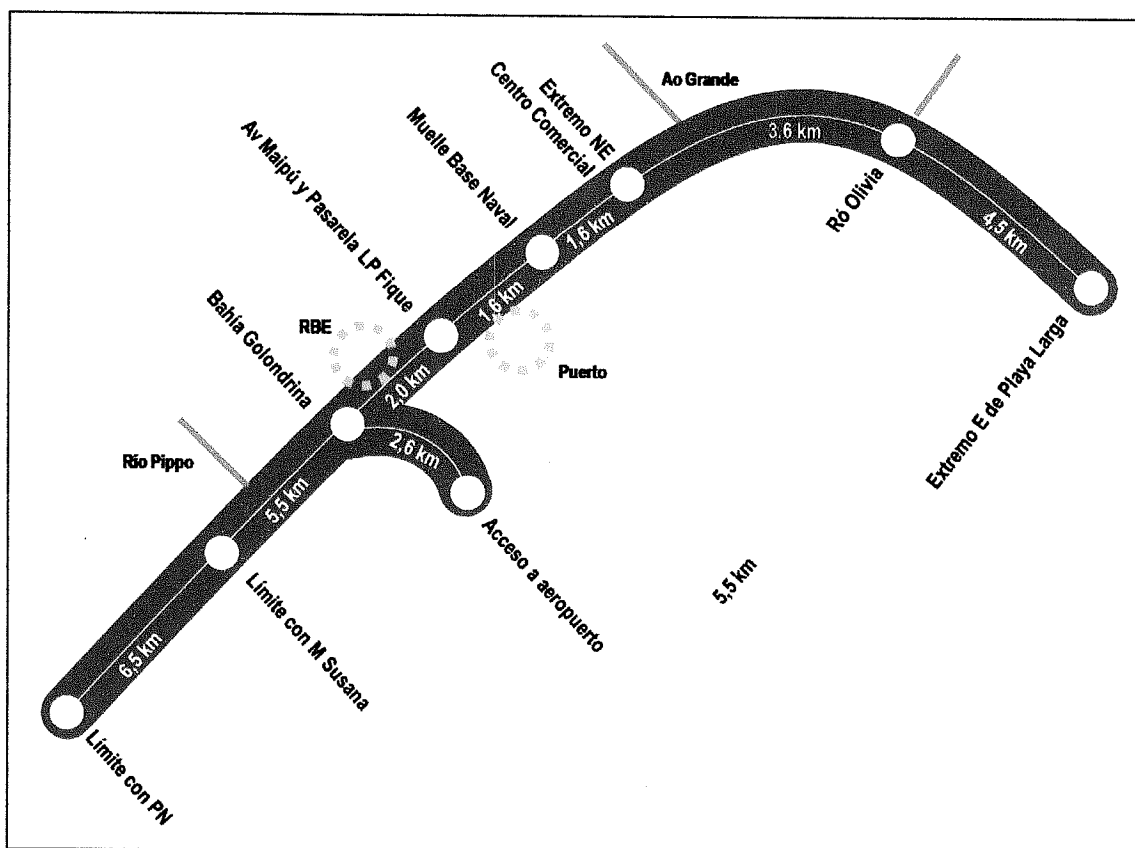 Ao Grande
Extremo NE
Centro Comercial
3,6 km
Muelle Base Naval
Av Maipú y Pasarela LP Fique
Ró Olivia
1,6 km
4,5 km
1,6 km
Bahía Golondrina
RBE
Puerto
2,0 km
Extremo E de Playa Larga
2,6 km
Río Pippo
5,5 km
Acceso a aeropuerto
5,5 km
Límite con M Susana
6,5 km
Límite con PN